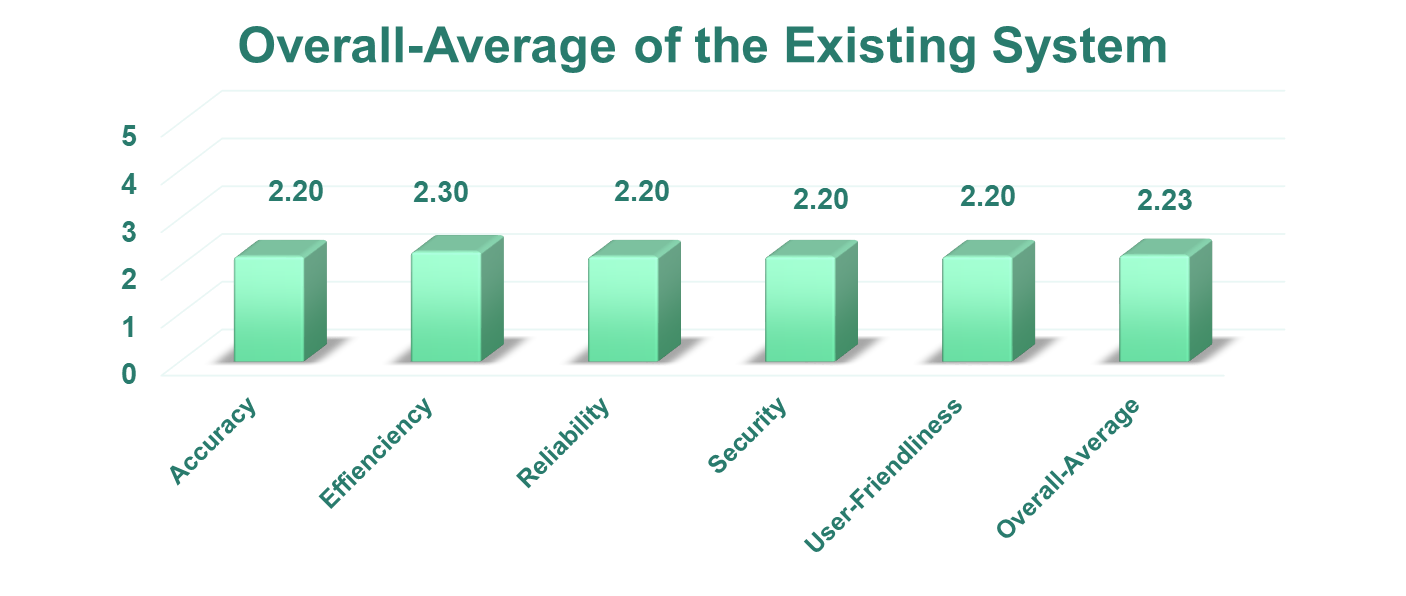 Overall-Average of the Existing System
5
4
3
2
1
0
2.20
2.30
2.20
2.20
2.20
2.23
Accuracy
Effienciency
Reliability
Security
User-Friendliness
Overall-Average